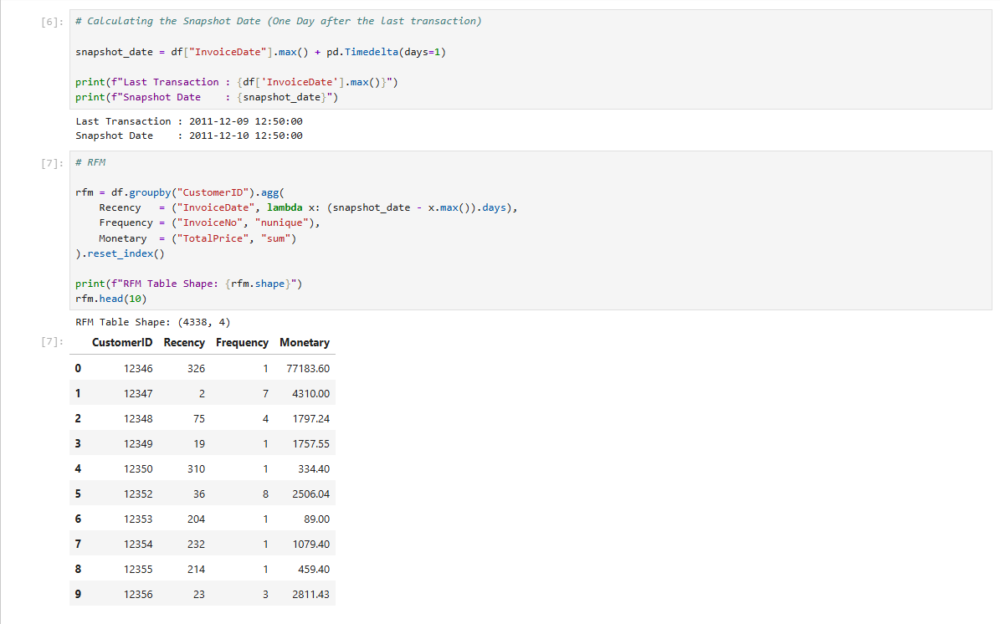 [6]: # Calculating the Snapshot Date (One Day after the last transaction)
snapshot_date = df["InvoiceDate"].max() + pd.Timedelta(days=1)
print(f"Last Transaction : {df['InvoiceDate'].max()}")
print(f"Snapshot Date    : {snapshot_date}")
Last Transaction : 2011-12-09 12:50:00
Snapshot Date    : 2011-12-10 12:50:00
[7]: # RFM
rfm = df.groupby("CustomerID").agg(
    Recency   = ("InvoiceDate", lambda x: (snapshot_date - x.max()).days),
    Frequency = ("InvoiceNo", "nunique"),
    Monetary  = ("TotalPrice", "sum")
).reset_index()
print(f"RFM Table Shape: {rfm.shape}")
rfm.head(10)
RFM Table Shape: (4338, 4)
[7]: CustomerID Recency Frequency Monetary
0 12346 326 1 77183.60
1 12347 2 7 4310.00
2 12348 75 4 1797.24
3 12349 19 1 1757.55
4 12350 310 1 334.40
5 12352 36 8 2506.04
6 12353 204 1 89.00
7 12354 232 1 1079.40
8 12355 214 1 459.40
9 12356 23 3 2811.43